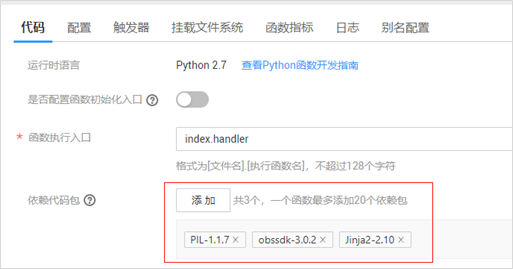 代码 配置 触发器 挂载文件系统 函数指标 日志 别名配置
运行时语言 Python 2.7 查看Python函数开发指南
是否配置函数初始化入口 ?
* 函数执行入口 index.handler
格式为[文件名].[执行函数名]，不超过128个字符
依赖代码包 ? 添加 共3个，一个函数最多添加20个依赖包
PIL-1.1.7 × obssdk-3.0.2 × Jinja2-2.10 ×